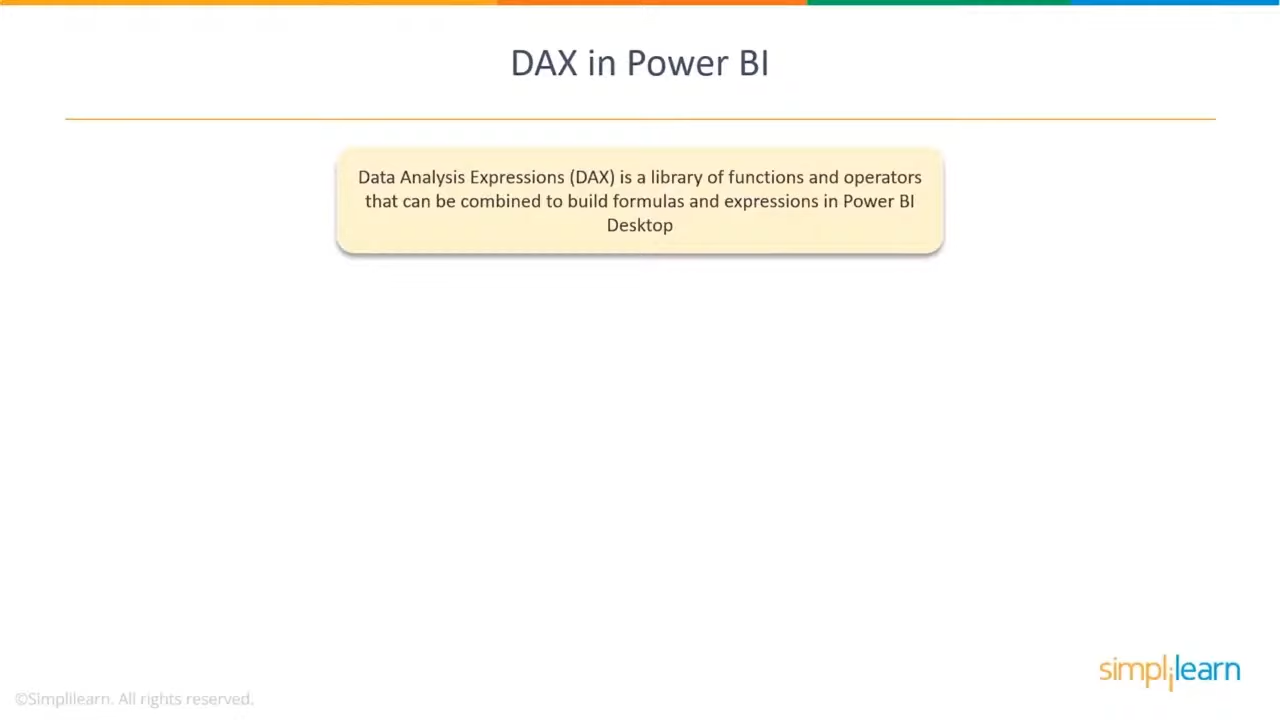 DAX in Power BI
Data Analysis Expressions (DAX) is a library of functions and operators
that can be combined to build formulas and expressions in Power BI
Desktop
simplilearn
©Simplilearn. All rights reserved.